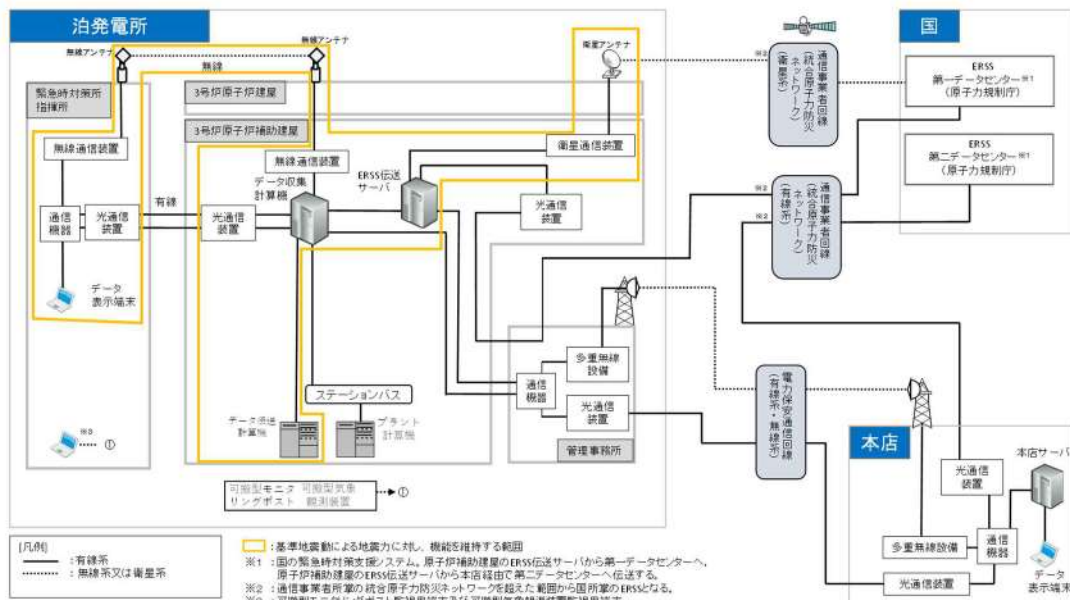 泊発電所
無線アンテナ
無線アンテナ
無線
衛星アンテナ
緊急時対策所
指揮所
3号炉原子炉建屋
3号炉原子炉補助建屋
無線通信装置
無線通信装置
データ収集
計算機
ERSS伝送
サーバ
衛星通信装置
有線
通信
機器
光通信
装置
光通信
装置
光通信
装置
データ
表示端末
ステーションバス
プラント
計算機
計算機
※3
①
通信
機器
多重無線
設備
光通信
装置
管理事務所
可搬型モニタ
リングポスト
可搬型気象
観測装置
①
※2
通信事業者回線
(統合原子力防災
ネットワーク)
(衛星系)
※2
※2
通信事業者回線
(統合原子力防災
ネットワーク)
(有線系)
電力保安通信回線
(有線系・無線系)
国
ERSS
第一データセンター※1
(原子力規制庁)
ERSS
第二データセンター※1
(原子力規制庁)
本店
本店サーバ
光通信
装置
多重無線設備
通信
機器
光通信装置
データ
表示端末
[凡例]
:有線系
:無線系又は衛星系
:基準地震動による地震力に対し、機能を維持する範囲
※1:国の緊急時対策支援システム。原子炉補助建屋のERSS伝送サーバから第一データセンターへ、
原子炉補助建屋のERSS伝送サーバから本店経由で第二データセンターへ伝送する。
※2:通信事業者所掌の統合原子力防災ネットワークを超えた範囲から国所掌のERSSとなる。